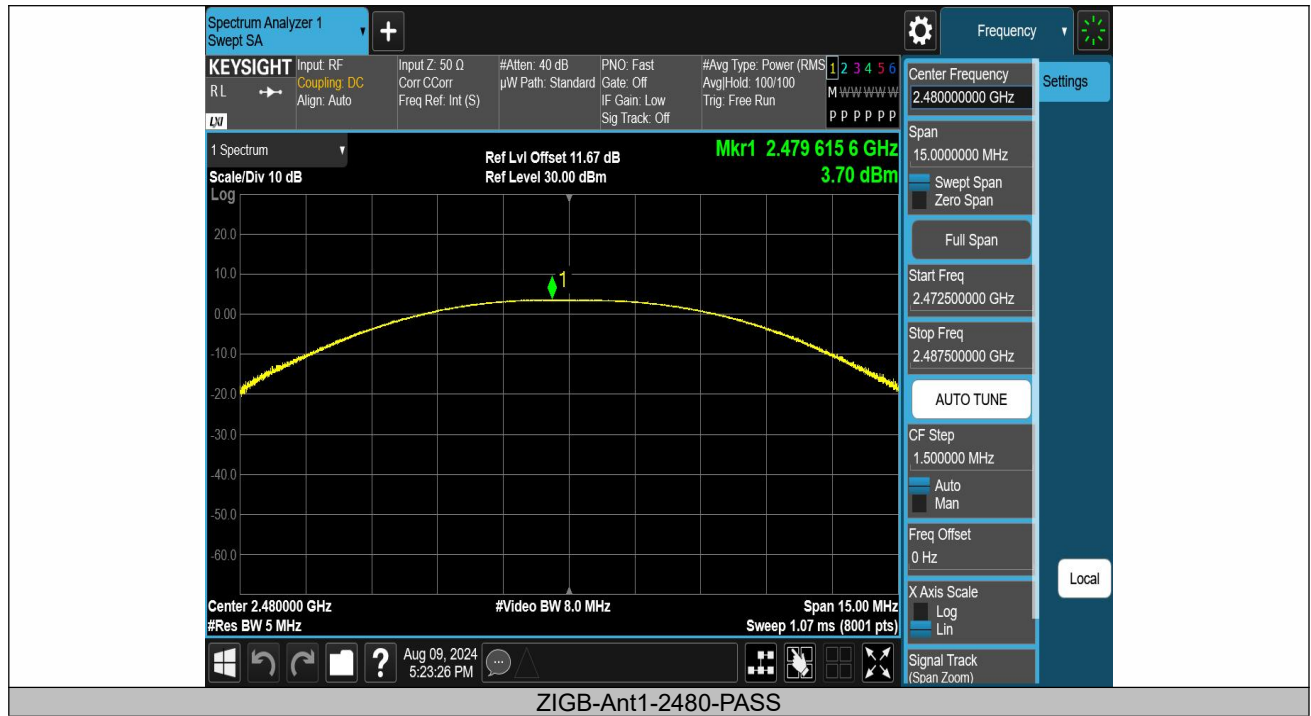 Spectrum Analyzer 1
Swept SA
Frequency
KEYSIGHT
R L
LXI
Input: RF
Coupling: DC
Align: Auto
Input Z: 50 Ω
Corr CCorr
Freq Ref: Int (S)
#Atten: 40 dB
µW Path: Standard
PNO: Fast
Gate: Off
IF Gain: Low
Sig Track: Off
#Avg Type: Power (RMS
Avg|Hold: 100/100
Trig: Free Run
1 2 3 4 5 6
M W W W W W
P P P P P P
1 Spectrum
Scale/Div 10 dB
Ref Lvl Offset 11.67 dB
Ref Level 30.00 dBm
Mkr1 2.479 615 6 GHz
3.70 dBm
Log
20.0
10.0
0.00
-10.0
-20.0
-30.0
-40.0
-50.0
-60.0
1
Center 2.480000 GHz
#Res BW 5 MHz
#Video BW 8.0 MHz
Span 15.00 MHz
Sweep 1.07 ms (8001 pts)
Aug 09, 2024
5:23:26 PM
Center Frequency
2.480000000 GHz
Settings
Span
15.0000000 MHz
Swept Span
Zero Span
Full Span
Start Freq
2.472500000 GHz
Stop Freq
2.487500000 GHz
AUTO TUNE
CF Step
1.500000 MHz
Auto
Man
Freq Offset
0 Hz
Local
X Axis Scale
Log
Lin
Signal Track
(Span Zoom)
ZIGB-Ant1-2480-PASS